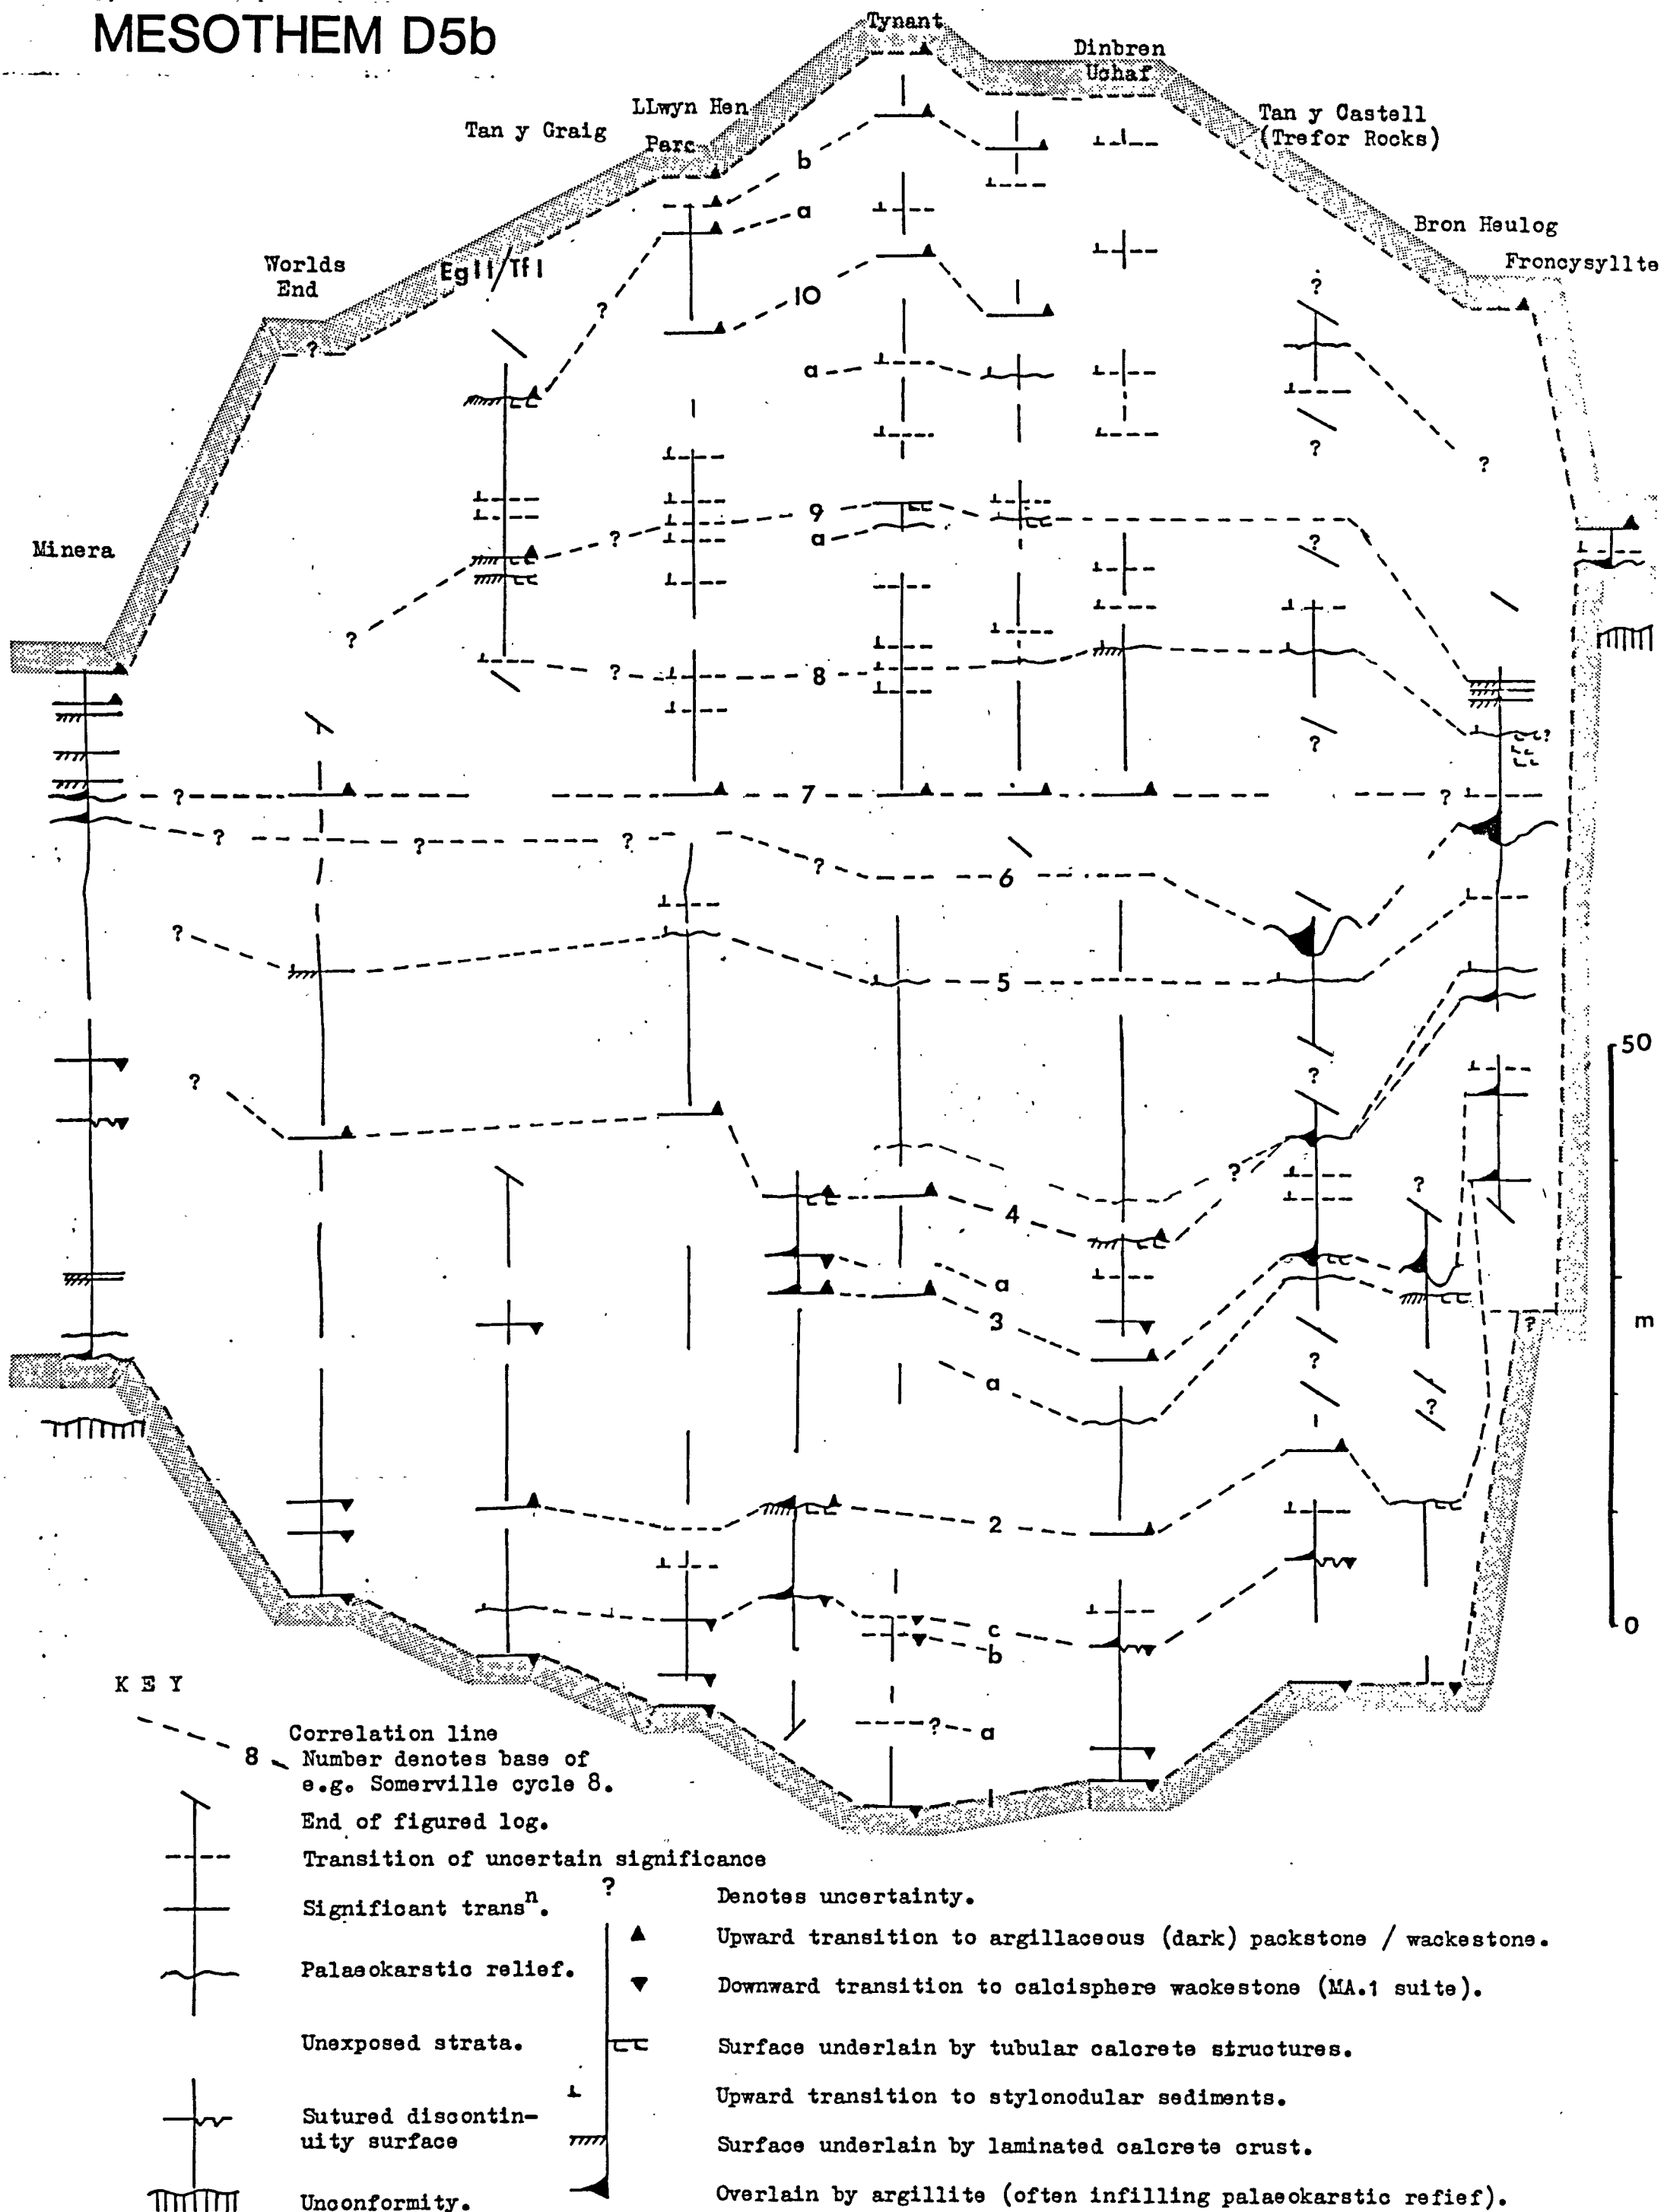 MESOTHEM D5b
Tynant
Dinbren
Uchaf
LLwyn Hen
Parc
Tan y Graig
Tan y Castell
(Trefor Rocks)
b
a
Bron Heulog
Froncysyllte
Worlds
End
EgII/TfI
?
?
?
10
a
?
?
9
a
?
?
?
Minera
?
8
?
?
?
7
?
?
?
?
?
6
?
5
50
?
?
?
4
?
a
3
m
?
?
a
?
2
c
b
0
?
a
KEY
Correlation line
8
Number denotes base of
e.g. Somerville cycle 8.
End of figured log.
Transition of uncertain significance
Significant transⁿ.
?
Denotes uncertainty.
Upward transition to argillaceous (dark) packstone / wackestone.
Palaeokarstic relief.
Downward transition to calcisphere wackestone (MA.1 suite).
Unexposed strata.
Surface underlain by tubular calcrete structures.
Upward transition to stylonodular sediments.
Sutured discontin-
uity surface
Surface underlain by laminated calcrete crust.
Overlain by argillite (often infilling palaeokarstic refief).
Unconformity.